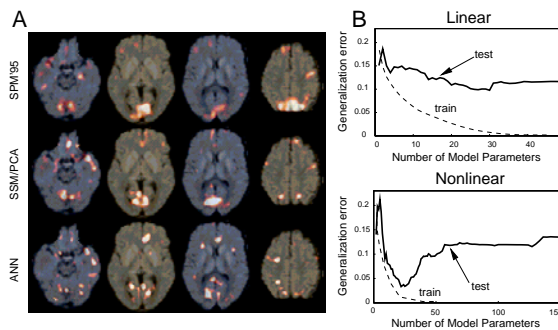 A
SPM'95
SSM/PCA
ANN
B
Linear
Generalization error
0.2
0.15
0.1
0.05
0
test
train
0 10 20 30 40
Number of Model Parameters
Nonlinear
Generalization error
0.2
0.15
0.1
0.05
0
test
train
0 50 100 150
Number of Model Parameters